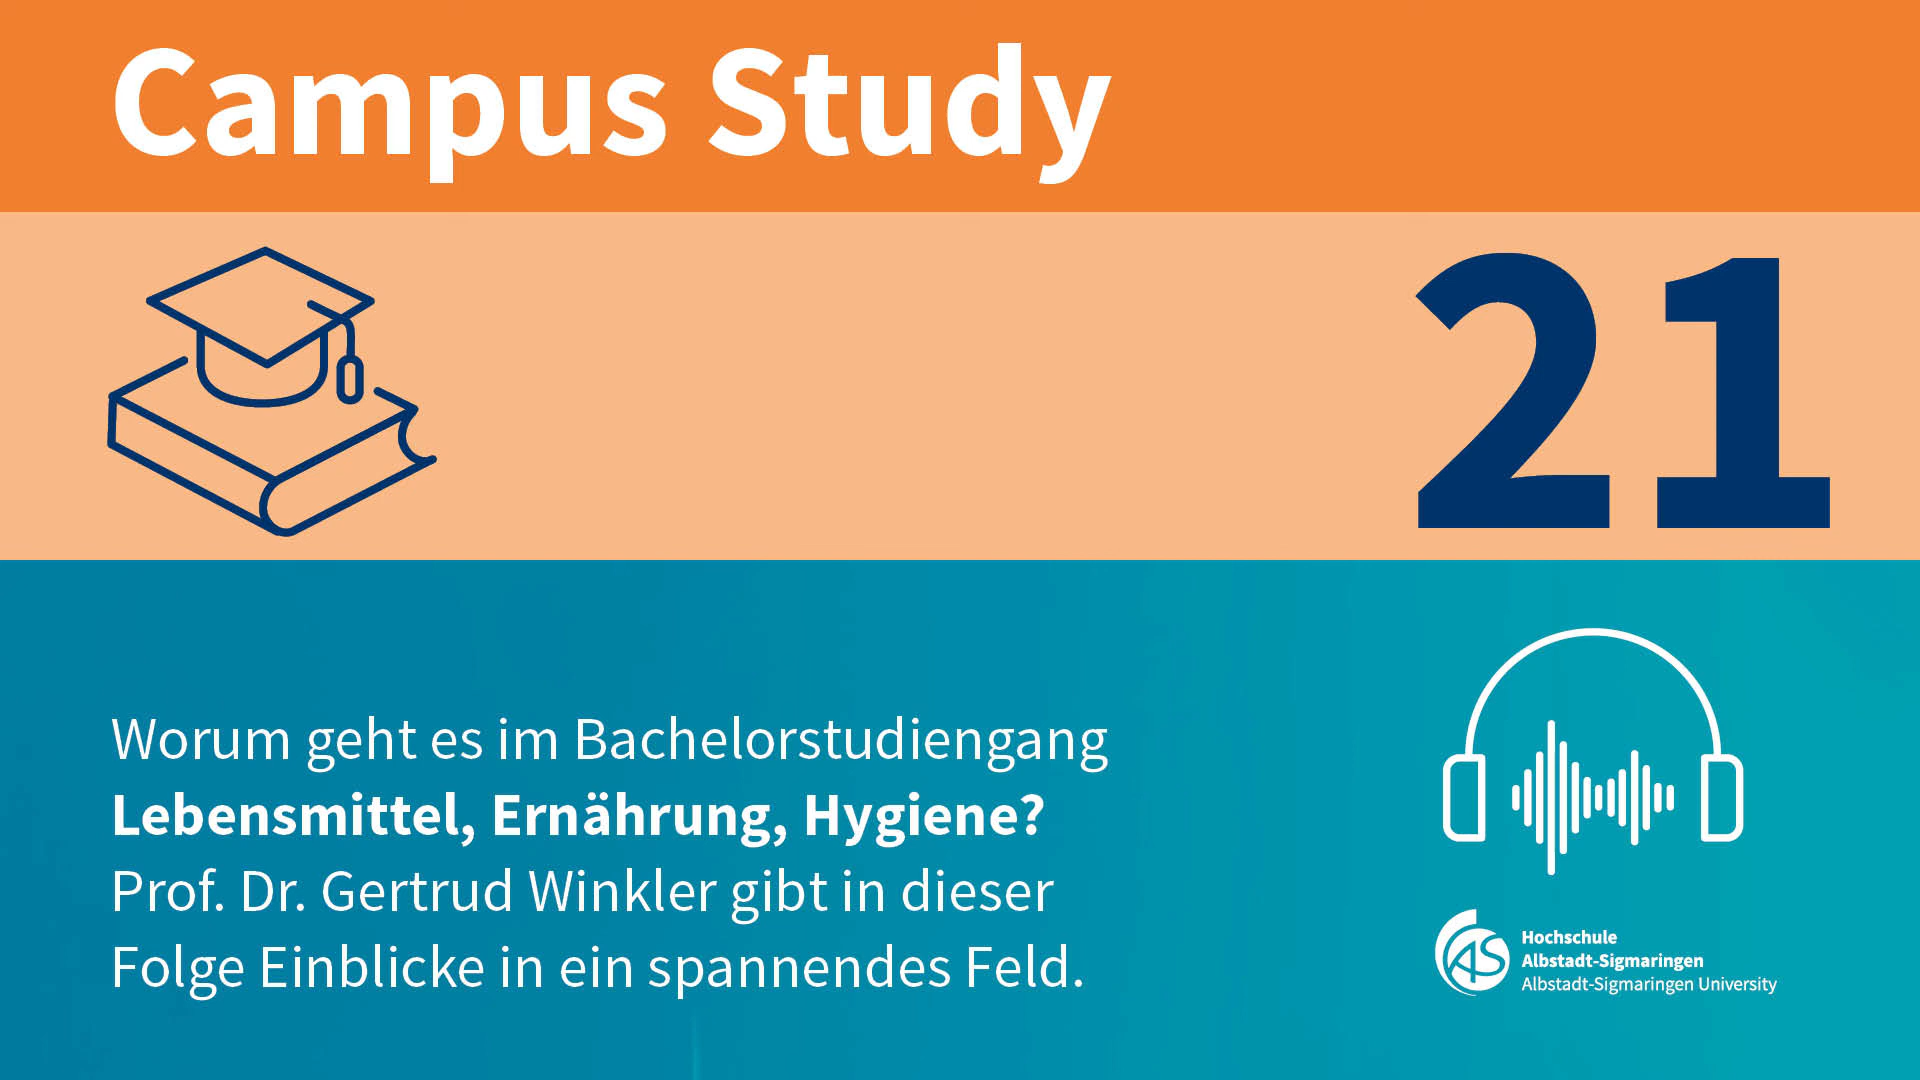 Campus Study
21
Worum geht es im Bachelorstudiengang
Lebensmittel, Ernährung, Hygiene?
Prof. Dr. Gertrud Winkler gibt in dieser
Folge Einblicke in ein spannendes Feld.
AS
Hochschule
Albstadt-Sigmaringen
Albstadt-Sigmaringen University